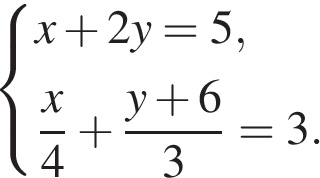 x + 2y = 5,
x/4 + (y + 6)/3 = 3.